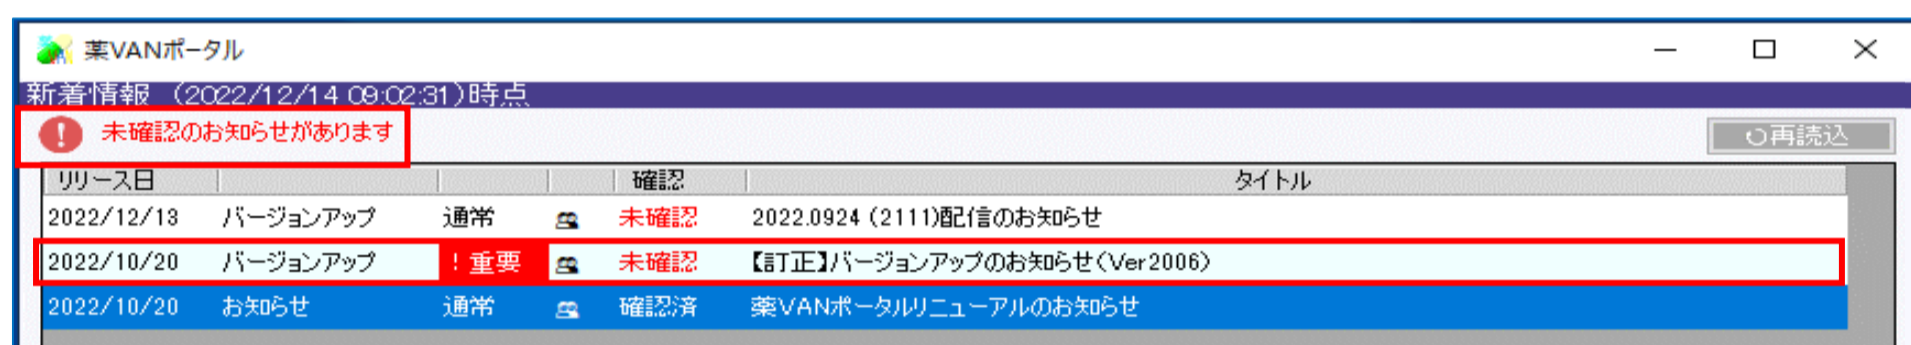 薬VANポータル
新着情報 (2022/12/14 09:02:31)時点
! 未確認のお知らせがあります
再読込
リリース日 確認 タイトル
2022/12/13 バージョンアップ 通常 未確認 2022.0924 (2111)配信のお知らせ
2022/10/20 バージョンアップ !重要 未確認 【訂正】バージョンアップのお知らせ(Ver2006)
2022/10/20 お知らせ 通常 確認済 薬VANポータルリニューアルのお知らせ